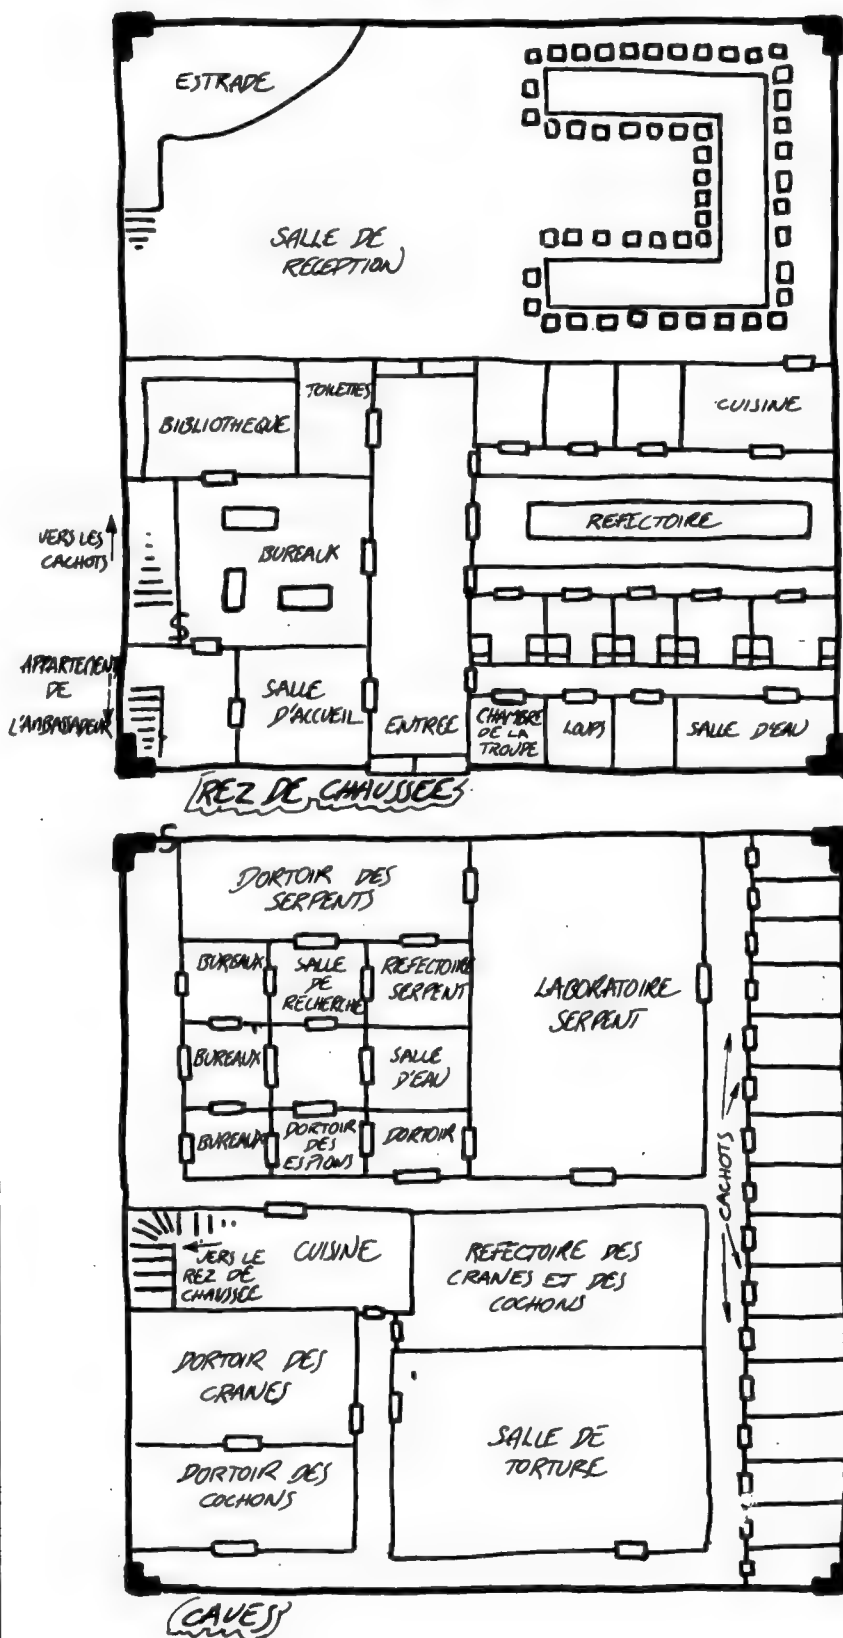 ESTRADE
SALLE DE
RECEPTION
TOILETTES
BIBLIOTHEQUE
CUISINE
VERS LES
CACHOTS
BUREAUX
REFECTOIRE
S
APPARTEMENT
DE
L'AMBASSADEUR
SALLE
D'ACCUEIL
ENTREE
CHAMBRE
DE LA
TROUPE
LOUPS
SALLE D'EAU
REZ DE CHAUSSEE
S
DORTOIR DES
SERPENTS
BUREAUX
SALLE
DE
RECHERCHE
REFECTOIRE
SERPENT
LABORATOIRE
SERPENT
BUREAUX
SALLE
D'EAU
BUREAUX
DORTOIR
DES
ESPIONS
DORTOIR
CACHOTS
VERS LE
REZ DE
CHAUSSEE
CUISINE
REFECTOIRE DES
CRANES ET DES
COCHONS
DORTOIR DES
CRANES
SALLE DE
TORTURE
DORTOIR DES
COCHONS
CAVES